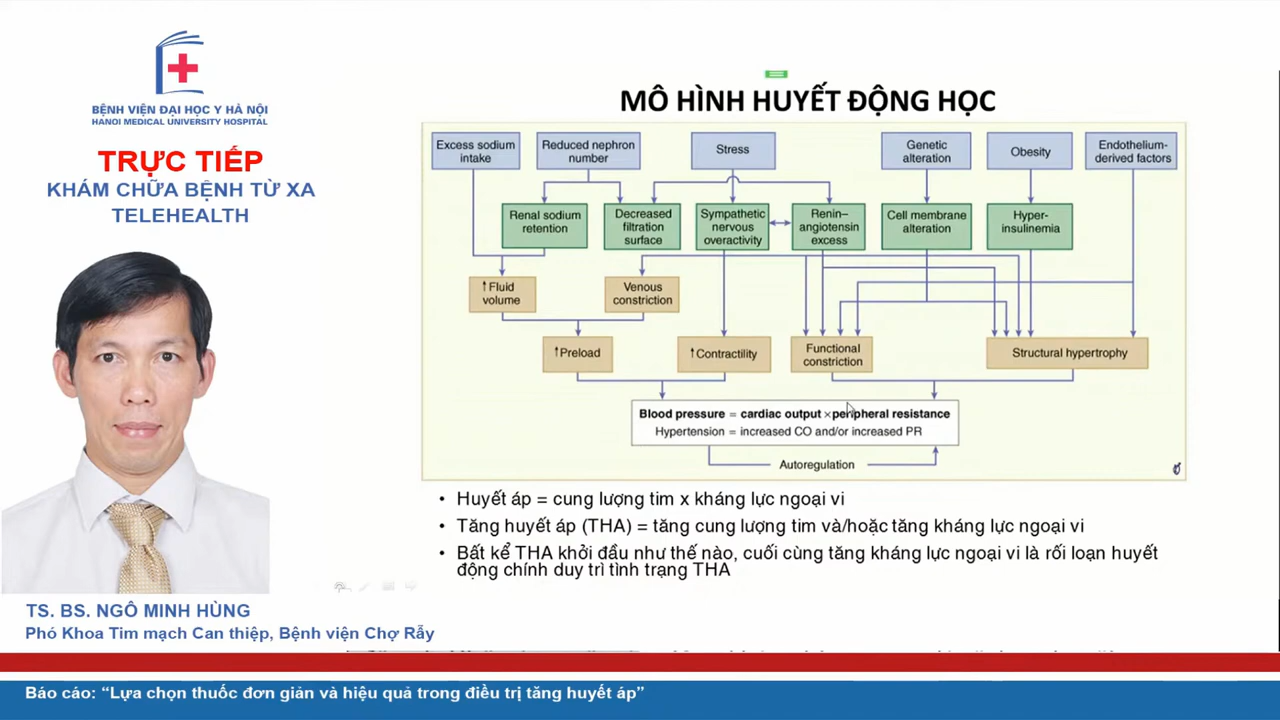 BỆNH VIỆN ĐẠI HỌC Y HÀ NỘI
HANOI MEDICAL UNIVERSITY HOSPITAL
TRỰC TIẾP
KHÁM CHỮA BỆNH TỪ XA
TELEHEALTH
MÔ HÌNH HUYẾT ĐỘNG HỌC
Excess sodium
intake
Reduced nephron
number
Stress
Genetic
alteration
Obesity
Endothelium-
derived factors
Renal sodium
retention
Decreased
filtration
surface
Sympathetic
nervous
overactivity
Renin–
angiotensin
excess
Cell membrane
alteration
Hyper-
insulinemia
↑Fluid
volume
Venous
constriction
↑Preload
↑Contractility
Functional
constriction
Structural hypertrophy
Blood pressure = cardiac output × peripheral resistance
Hypertension = increased CO and/or increased PR
Autoregulation
• Huyết áp = cung lượng tim x kháng lực ngoại vi
• Tăng huyết áp (THA) = tăng cung lượng tim và/hoặc tăng kháng lực ngoại vi
• Bất kể THA khởi đầu như thế nào, cuối cùng tăng kháng lực ngoại vi là rối loạn huyết
động chính duy trì tình trạng THA
TS. BS. NGÔ MINH HÙNG
Phó Khoa Tim mạch Can thiệp, Bệnh viện Chợ Rẫy
Báo cáo: “Lựa chọn thuốc đơn giản và hiệu quả trong điều trị tăng huyết áp”